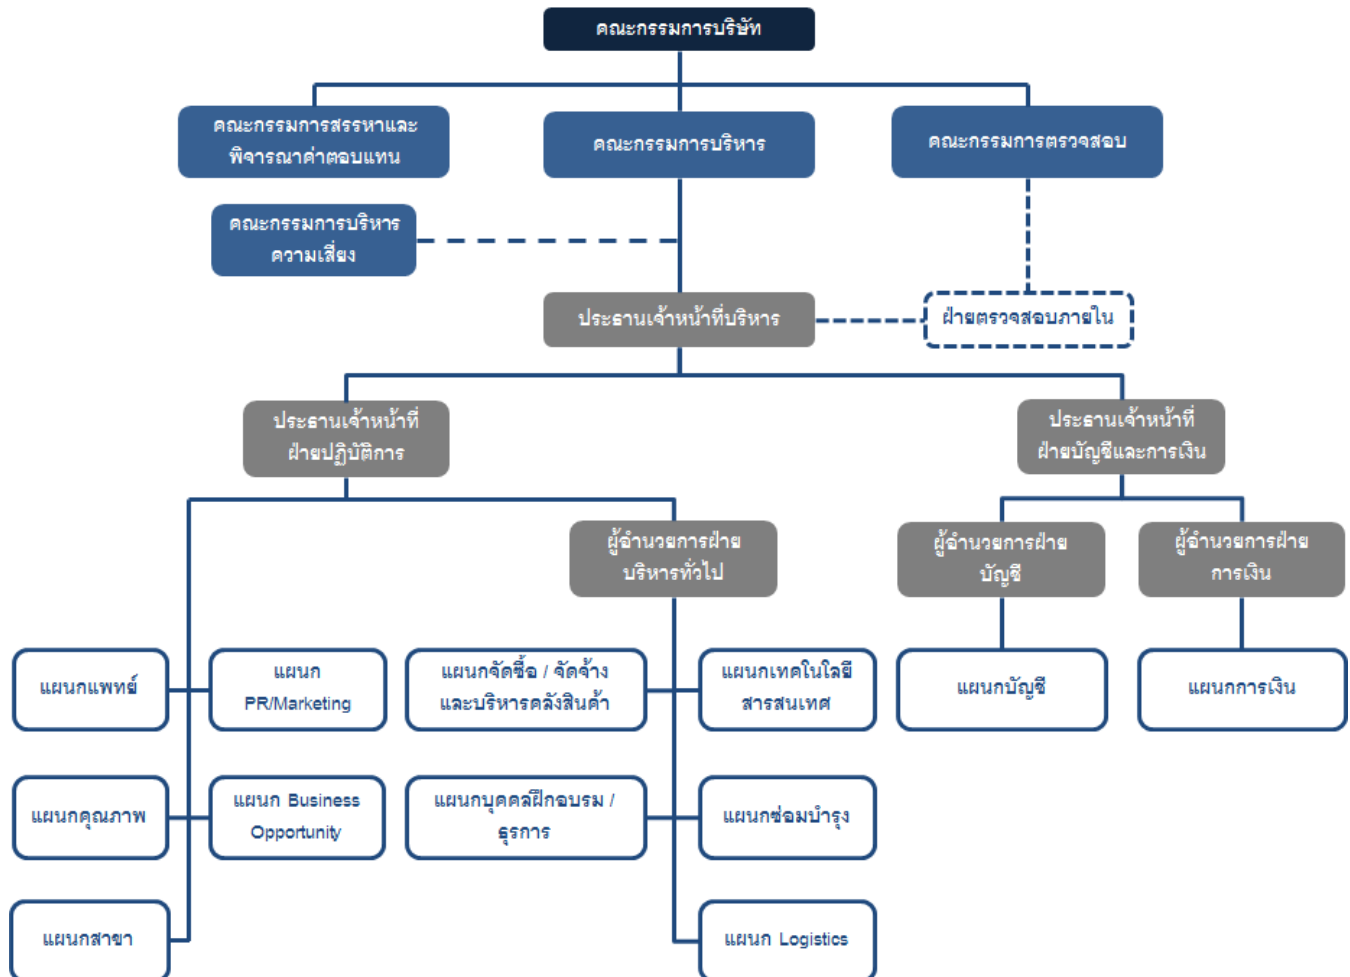 คณะกรรมการบริษัท
คณะกรรมการสรรหาและ
พิจารณาค่าตอบแทน
คณะกรรมการบริหาร
คณะกรรมการตรวจสอบ
คณะกรรมการบริหาร
ความเสี่ยง
ประธานเจ้าหน้าที่บริหาร
ฝ่ายตรวจสอบภายใน
ประธานเจ้าหน้าที่
ฝ่ายปฏิบัติการ
ประธานเจ้าหน้าที่
ฝ่ายบัญชีและการเงิน
ผู้อำนวยการฝ่าย
บริหารทั่วไป
ผู้อำนวยการฝ่าย
บัญชี
ผู้อำนวยการฝ่าย
การเงิน
แผนกแพทย์
แผนก
PR/Marketing
แผนกจัดซื้อ / จัดจ้าง
และบริหารคลังสินค้า
แผนกเทคโนโลยี
สารสนเทศ
แผนกบัญชี
แผนกการเงิน
แผนกคุณภาพ
แผนก Business
Opportunity
แผนกบุคคลฝึกอบรม /
ธุรการ
แผนกซ่อมบำรุง
แผนกสาขา
แผนก Logistics